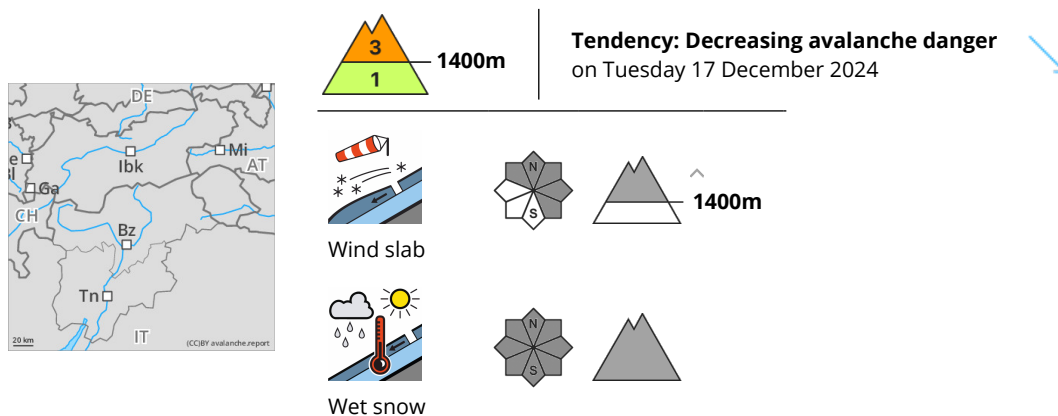 3
1
1400m
Tendency: Decreasing avalanche danger
on Tuesday 17 December 2024
DE
Ibk
Mi
AT
Ga
CH
Bz
Tn
IT
20 km
(CC)BY avalanche.report
N
S
1400m
Wind slab
N
S
Wet snow